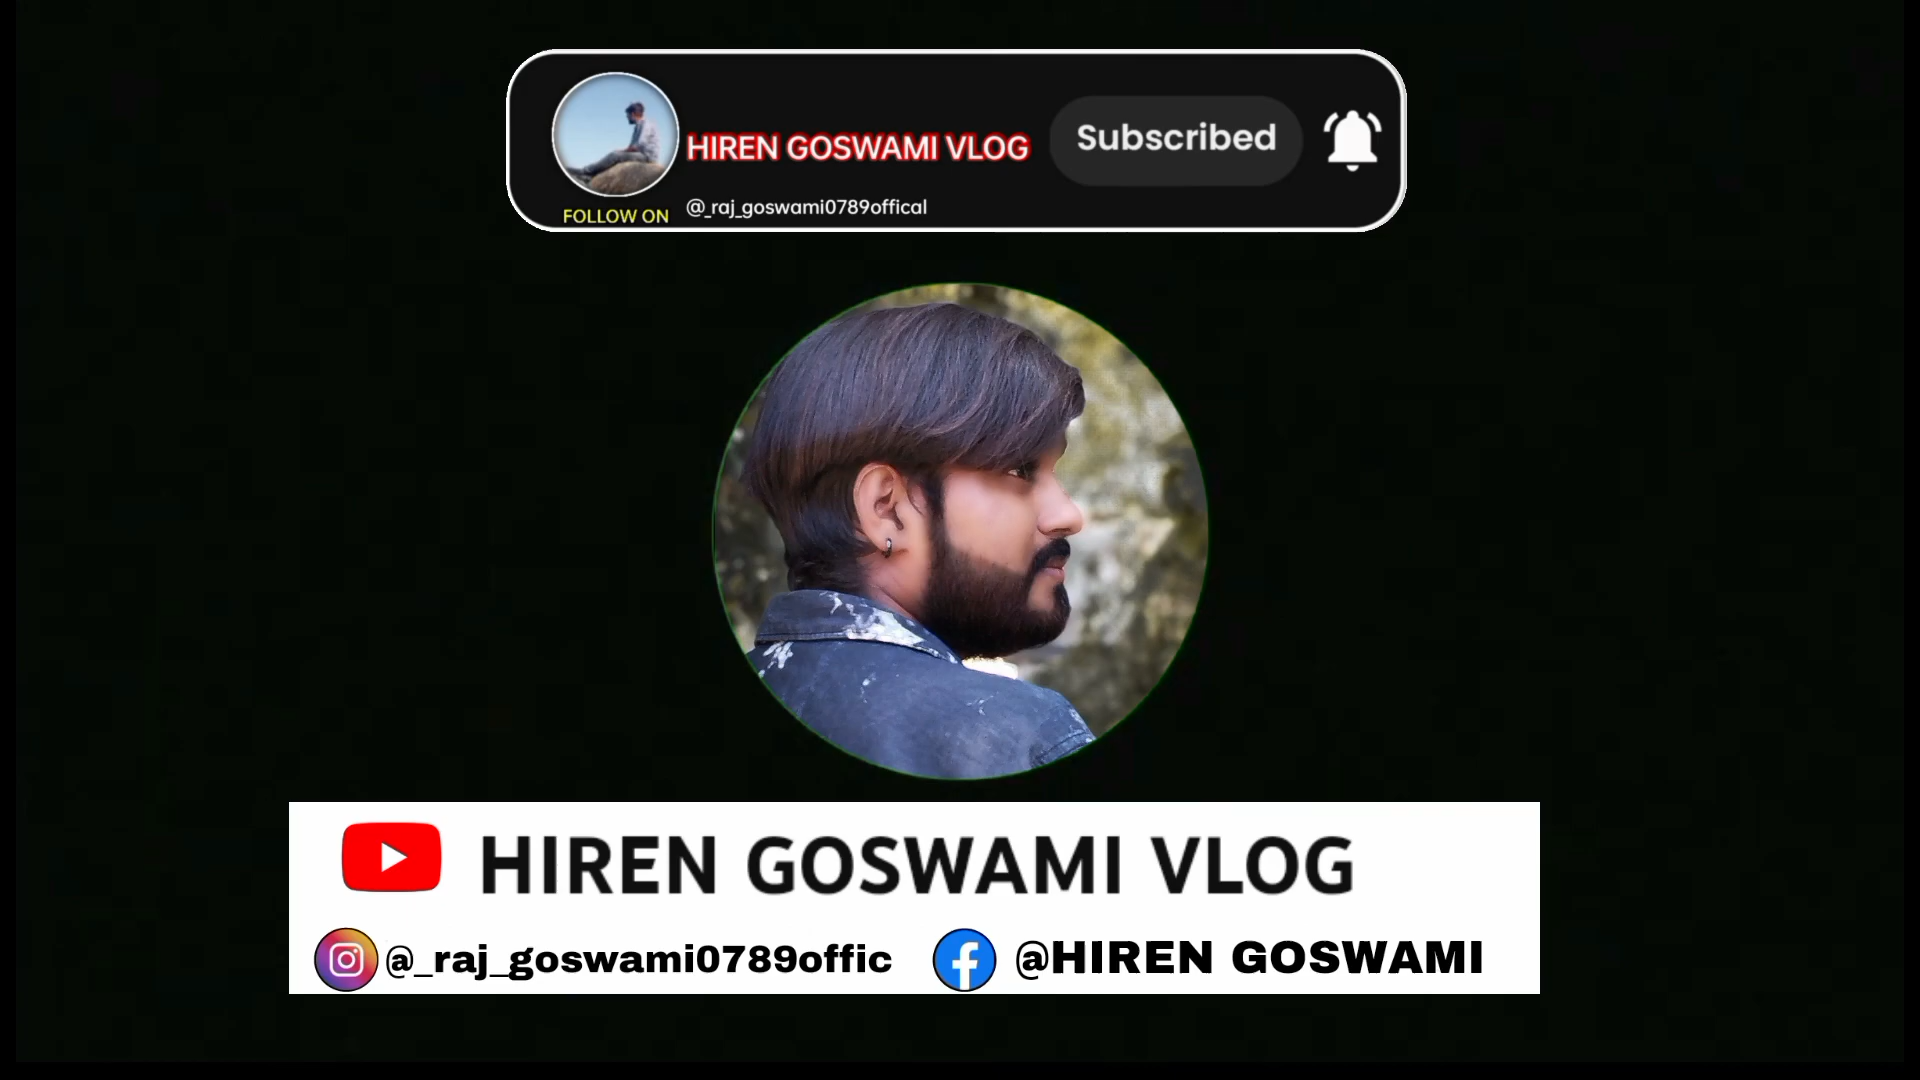 HIREN GOSWAMI VLOG
Subscribed
FOLLOW ON
@_raj_goswami0789offical
HIREN GOSWAMI VLOG
@_raj_goswami0789offic
@HIREN GOSWAMI